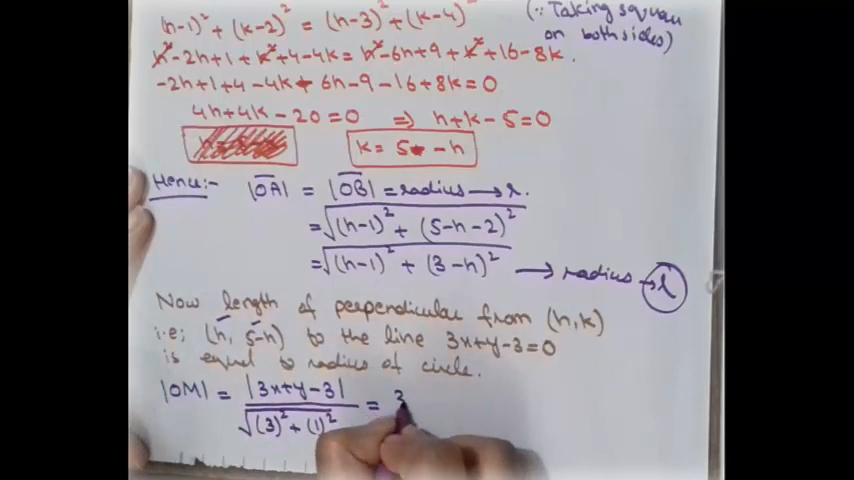 (h-1)² + (k-2)² = (h-3)² + (k-4)² (∵ Taking square on both sides)
h² -2h+1 + k² +4-4k = h² -6h+9 + k² +16-8k.
-2h+1+4-4k+6h-9-16+8k=0
4h+4k-20=0 ⇒ h+k-5=0
k = 5-h
Hence:- |OA| = |OB| = radius → r.
= √(h-1)² + (5-h-2)²
= √(h-1)² + (3-h)² → radius → r
Now length of perpendicular from (h,k)
i.e; (h, 5-h) to the line 3x+y-3=0
is equal to radius of circle.
|OM| = |3x+y-3| / √(3)²+(1)² = 3